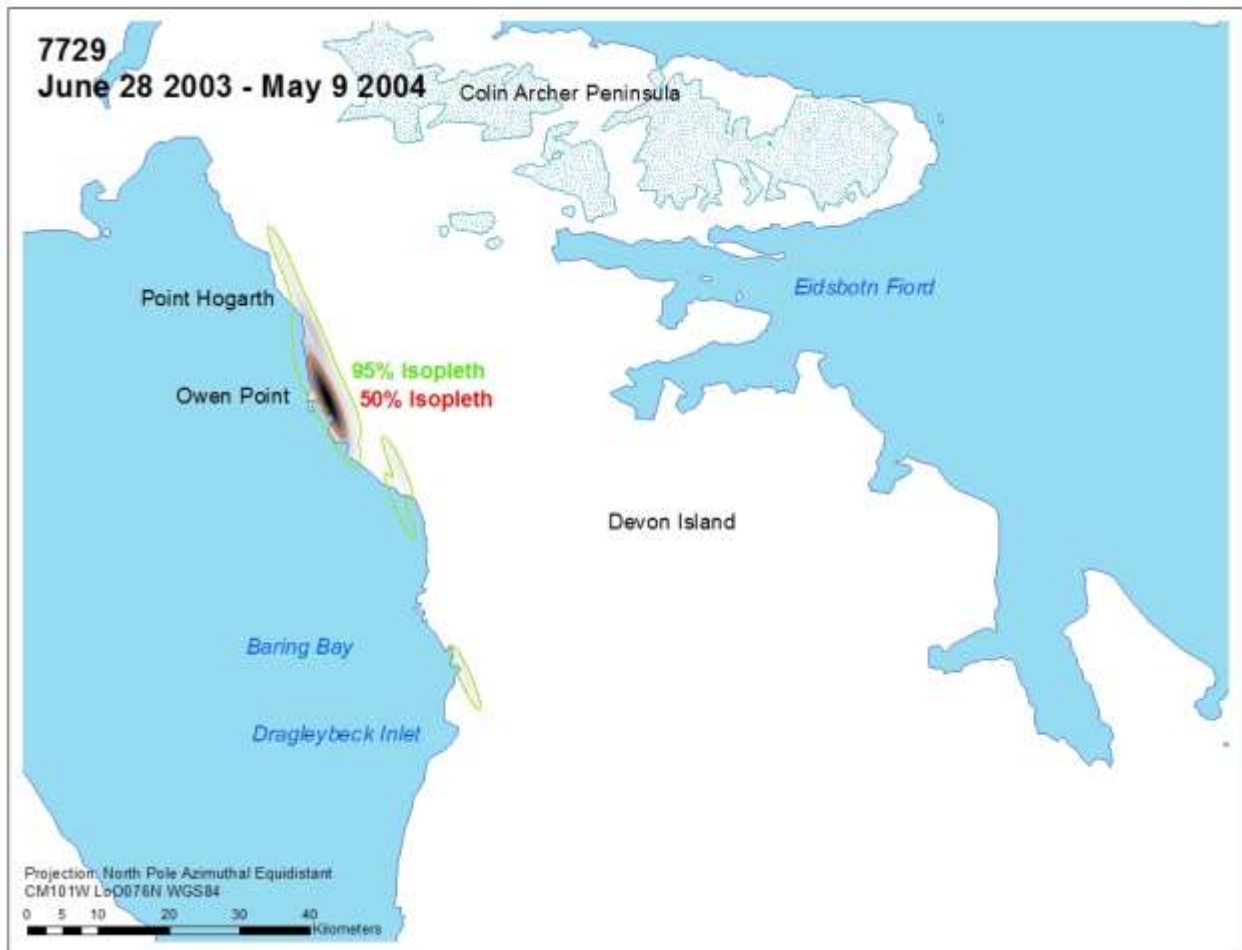 7729
June 28 2003 - May 9 2004
Colin Archer Peninsula
Eidsbotn Fiord
Point Hogarth
95% Isopleth
Owen Point
50% Isopleth
Devon Island
Baring Bay
Dragleybeck Inlet
Projection: North Pole Azimuthal Equidistant
CM101W LoO076N WGS84
0 5 10 20 30 40
Kilometers